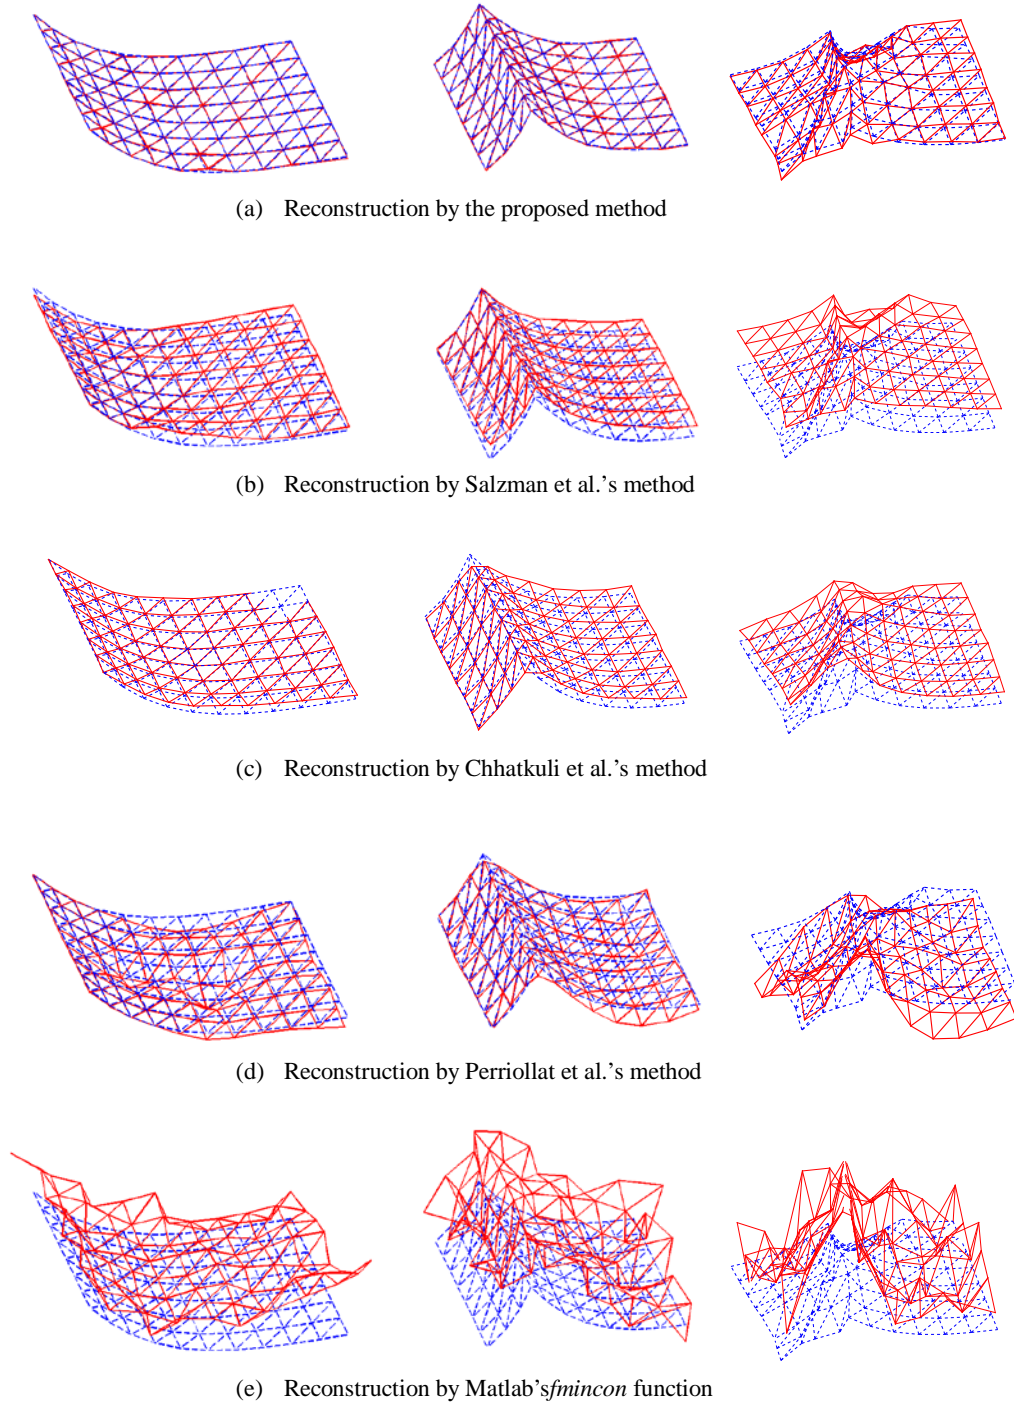 (a) Reconstruction by the proposed method
(b) Reconstruction by Salzman et al.’s method
(c) Reconstruction by Chhatkuli et al.’s method
(d) Reconstruction by Perriollat et al.’s method
(e) Reconstruction by Matlab’sfmincon function